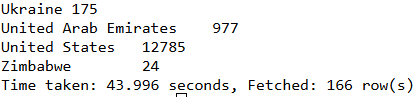 Ukraine 175
United Arab Emirates    977
United States   12785
Zimbabwe        24
Time taken: 43.996 seconds, Fetched: 166 row(s)